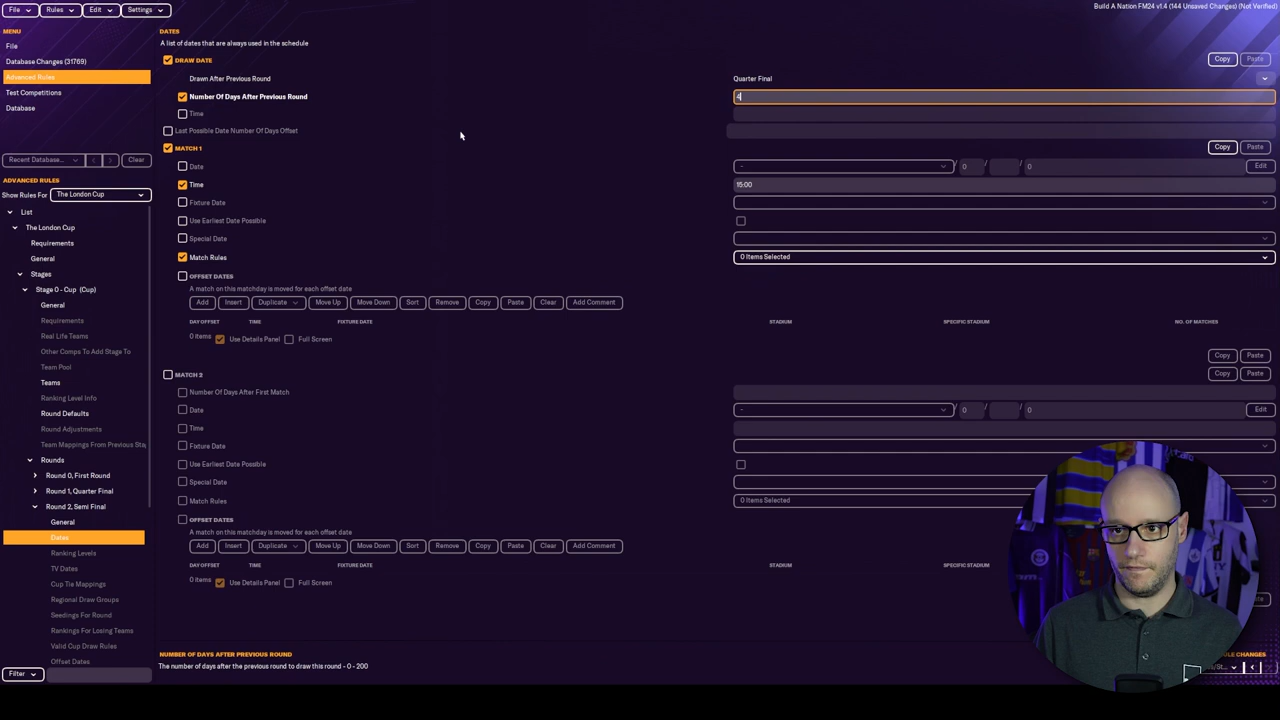 File Rules Edit Settings Build A Nation FM24 v1.4 (144 Unsaved Changes) (Not Verified)
MENU
File
Database Changes (31769)
Advanced Rules
Test Competitions
Database
Recent Database... Clear
ADVANCED RULES
Show Rules For The London Cup
List
The London Cup
Requirements
General
Stages
Stage 0 - Cup (Cup)
General
Requirements
Real Life Teams
Other Comps To Add Stage To
Team Pool
Teams
Ranking Level Info
Round Defaults
Round Adjustments
Team Mappings From Previous Sta
Rounds
Round 0, First Round
Round 1, Quarter Final
Round 2, Semi Final
General
Dates
Ranking Levels
TV Dates
Cup Tie Mappings
Regional Draw Groups
Seedings For Round
Rankings For Losing Teams
Valid Cup Draw Rules
Offset Dates
Filter
DATES
A list of dates that are always used in the schedule
DRAW DATE Copy Paste
Drawn After Previous Round Quarter Final
Number Of Days After Previous Round 4
Time
Last Possible Date Number Of Days Offset
MATCH 1 Copy Paste
Date - / 0 / / 0 Edit
Time 15:00
Fixture Date
Use Earliest Date Possible
Special Date
Match Rules 0 Items Selected
OFFSET DATES
A match on this matchday is moved for each offset date
Add Insert Duplicate Move Up Move Down Sort Remove Copy Paste Clear Add Comment
DAY OFFSET TIME FIXTURE DATE STADIUM SPECIFIC STADIUM NO. OF MATCHES
0 items Use Details Panel Full Screen
Copy Paste
MATCH 2 Copy Paste
Number Of Days After First Match
Date - / 0 / / 0 Edit
Time
Fixture Date
Use Earliest Date Possible
Special Date
Match Rules 0 Items Selected
OFFSET DATES
A match on this matchday is moved for each offset date
Add Insert Duplicate Move Up Move Down Sort Remove Copy Paste Clear Add Comment
DAY OFFSET TIME FIXTURE DATE STADIUM SPECIFIC STADIUM
0 items Use Details Panel Full Screen
NUMBER OF DAYS AFTER PREVIOUS ROUND
The number of days after the previous round to draw this round - 0 - 200
CHANGES